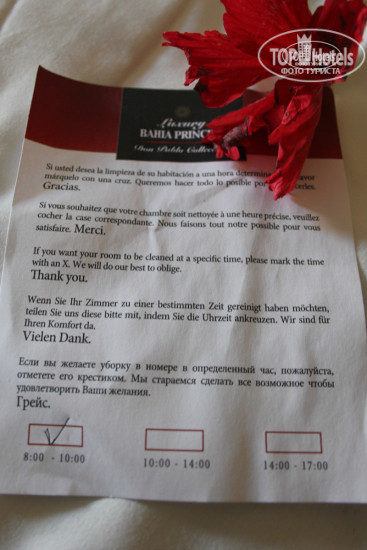 TOP Hotels
ФОТО ТУРИСТА
Luxury
BAHIA PRINC
Don Pablo Collec
Si usted desea la limpieza de su habitación a una hora
márquelo con una cruz. Queremos hacer todo lo posible por
Gracias.
Si vous souhaitez que votre chambre soit nettoyée à une heure précise, veuillez
cocher la case correspondante. Nous faisons tout notre possible pour vous
satisfaire. Merci.
If you want your room to be cleaned at a specific time, please mark the time
with an X. We will do our best to oblige.
Thank you.
Wenn Sie Ihr Zimmer zu einer bestimmten Zeit gereinigt haben möchten,
teilen Sie uns diese bitte mit, indem Sie die Uhrzeit ankreuzen. Wir sind für
Ihren Komfort da.
Vielen Dank.
Если вы желаете уборку в номере в определенный час, пожалуйста,
отметете его крестиком. Мы стараемся сделать все возможное чтобы
удовлетворить Ваши желания.
Грейс.
8:00 - 10:00
10:00 - 14:00
14:00 - 17:00